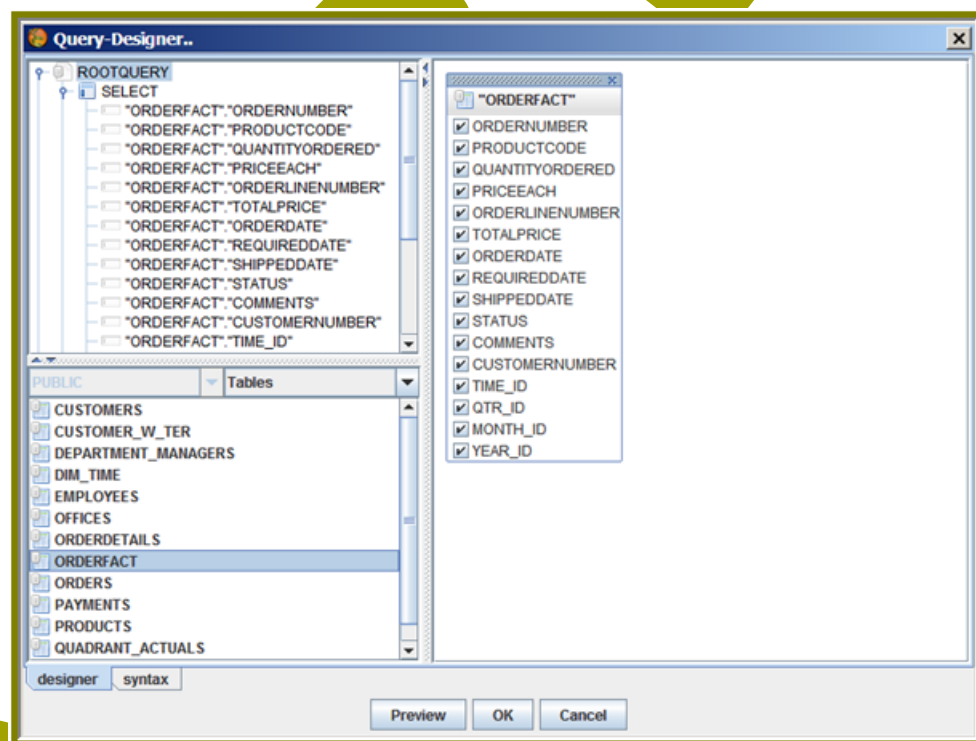 Query-Designer..
ROOTQUERY
SELECT
"ORDERFACT"."ORDERNUMBER"
"ORDERFACT"."PRODUCTCODE"
"ORDERFACT"."QUANTITYORDERED"
"ORDERFACT"."PRICEEACH"
"ORDERFACT"."ORDERLINENUMBER"
"ORDERFACT"."TOTALPRICE"
"ORDERFACT"."ORDERDATE"
"ORDERFACT"."REQUIREDDATE"
"ORDERFACT"."SHIPPEDDATE"
"ORDERFACT"."STATUS"
"ORDERFACT"."COMMENTS"
"ORDERFACT"."CUSTOMERNUMBER"
"ORDERFACT"."TIME_ID"
PUBLIC Tables
CUSTOMERS
CUSTOMER_W_TER
DEPARTMENT_MANAGERS
DIM_TIME
EMPLOYEES
OFFICES
ORDERDETAILS
ORDERFACT
ORDERS
PAYMENTS
PRODUCTS
QUADRANT_ACTUALS
"ORDERFACT"
ORDERNUMBER
PRODUCTCODE
QUANTITYORDERED
PRICEEACH
ORDERLINENUMBER
TOTALPRICE
ORDERDATE
REQUIREDDATE
SHIPPEDDATE
STATUS
COMMENTS
CUSTOMERNUMBER
TIME_ID
QTR_ID
MONTH_ID
YEAR_ID
designer syntax
Preview OK Cancel